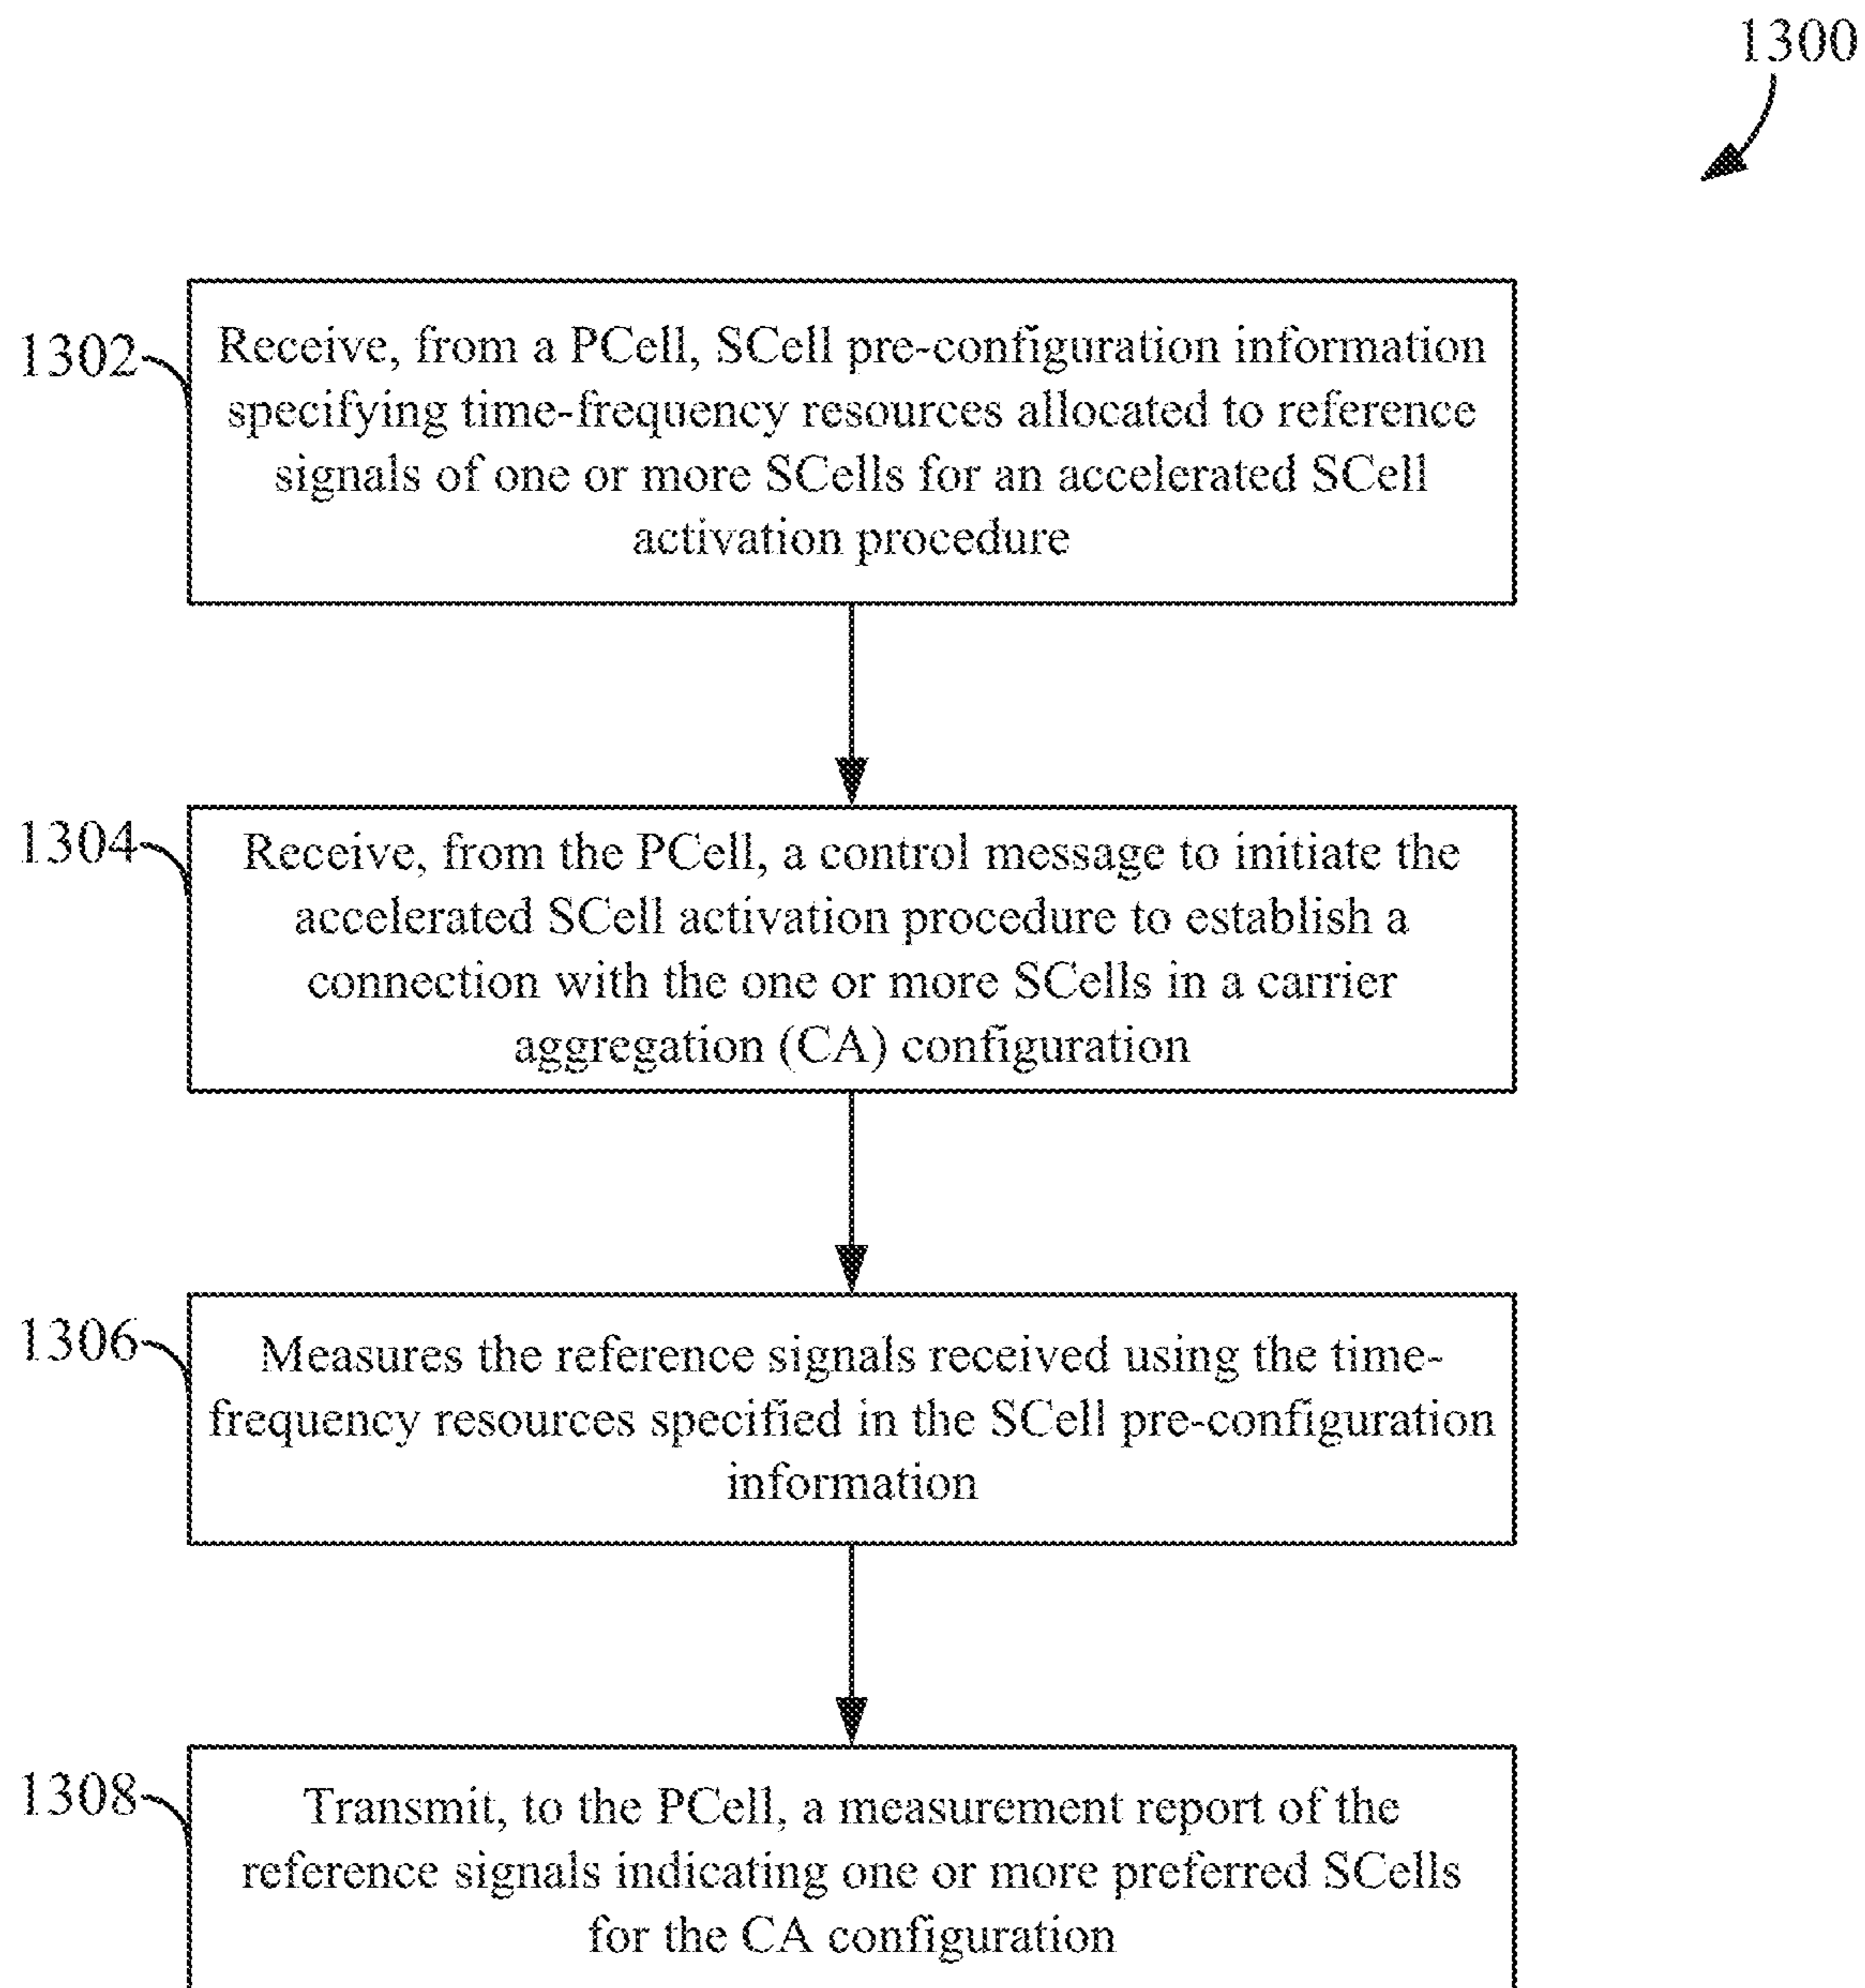 1300
1302
Receive, from a PCell, SCell pre-configuration information
specifying time-frequency resources allocated to reference
signals of one or more SCells for an accelerated SCell
activation procedure
1304
Receive, from the PCell, a control message to initiate the
accelerated SCell activation procedure to establish a
connection with the one or more SCells in a carrier
aggregation (CA) configuration
1306
Measures the reference signals received using the time-
frequency resources specified in the SCell pre-configuration
information
1308
Transmit, to the PCell, a measurement report of the
reference signals indicating one or more preferred SCells
for the CA configuration